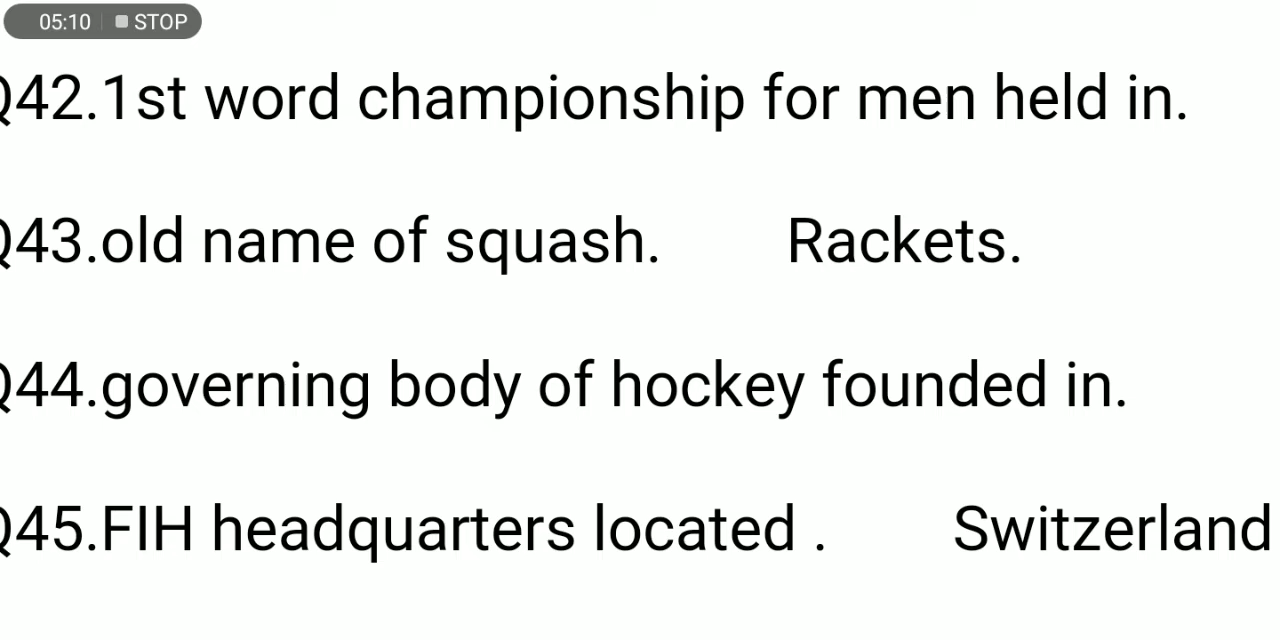 05:10 STOP
Q42.1st word championship for men held in.
Q43.old name of squash. Rackets.
Q44.governing body of hockey founded in.
Q45.FIH headquarters located . Switzerland